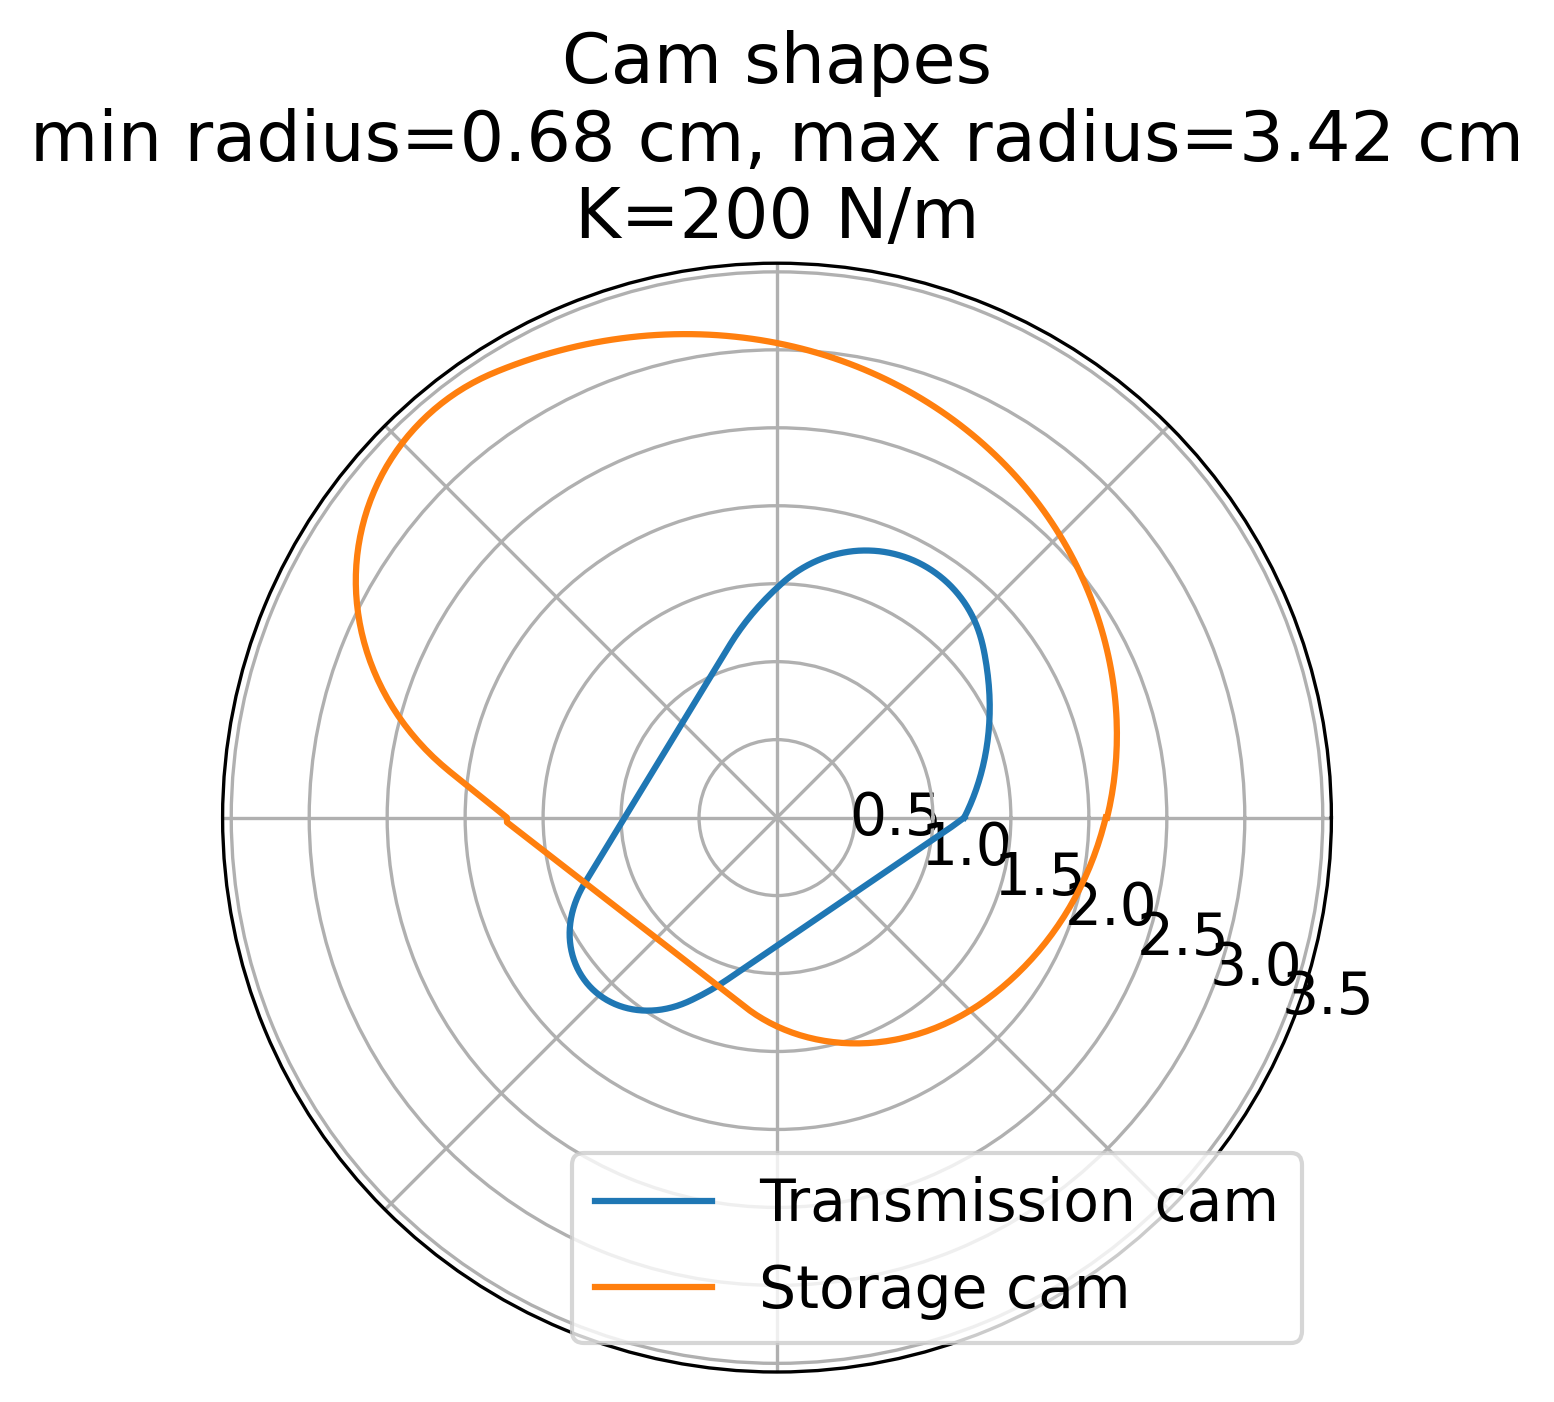 Cam shapes
min radius=0.68 cm, max radius=3.42 cm
K=200 N/m
0.5
1.0
1.5
2.0
2.5
3.0
3.5
Transmission cam
Storage cam